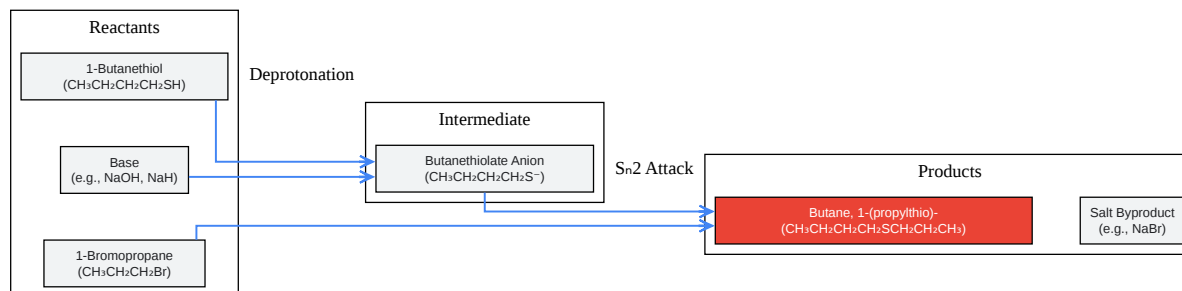 Reactants
1-Butanethiol
(CH₃CH₂CH₂CH₂SH)
Deprotonation
Base
(e.g., NaOH, NaH)
1-Bromopropane
(CH₃CH₂CH₂Br)
Intermediate
Butanethiolate Anion
(CH₃CH₂CH₂CH₂S⁻)
Sₙ2 Attack
Products
Butane, 1-(propylthio)-
(CH₃CH₂CH₂CH₂SCH₂CH₂CH₃)
Salt Byproduct
(e.g., NaBr)